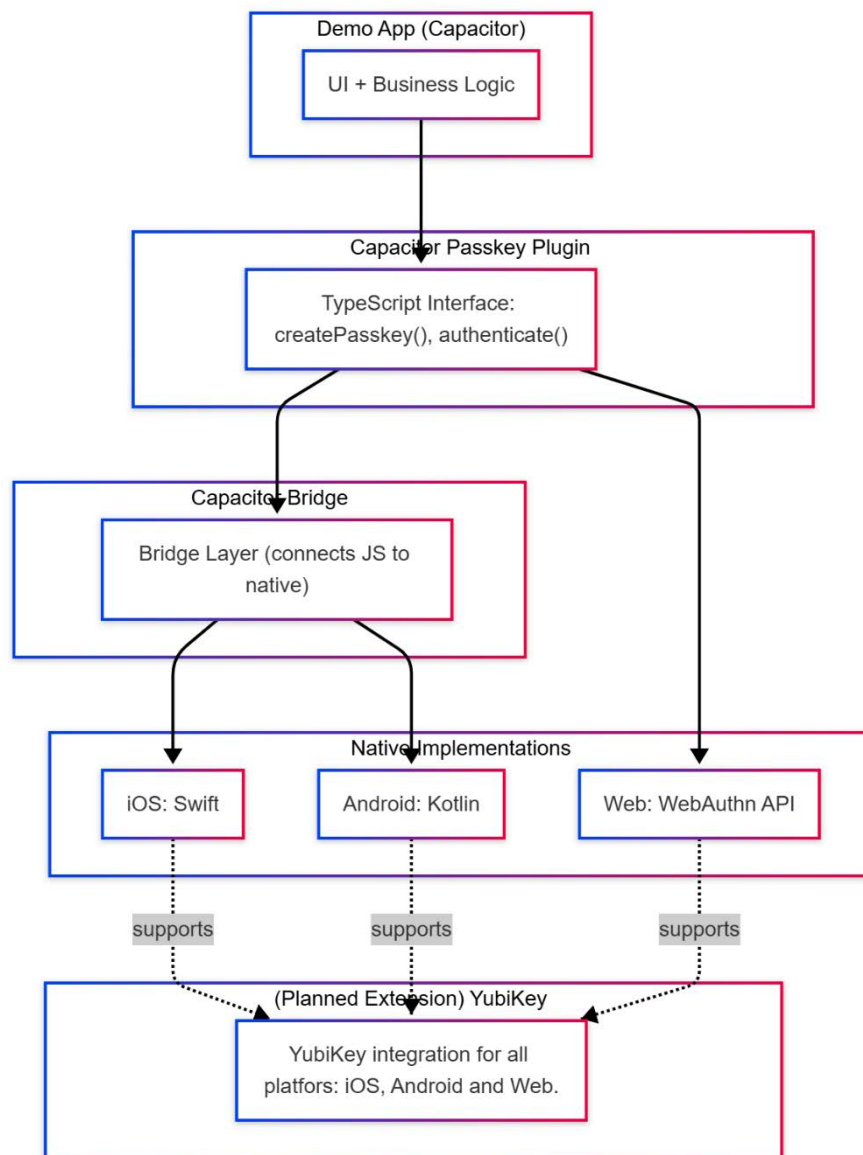 Demo App (Capacitor)
UI + Business Logic
Capacitor Passkey Plugin
TypeScript Interface:
createPasskey(), authenticate()
Capacitor Bridge
Bridge Layer (connects JS to
native)
Native Implementations
iOS: Swift
Android: Kotlin
Web: WebAuthn API
supports
supports
supports
(Planned Extension) YubiKey
YubiKey integration for all
platfors: iOS, Android and Web.